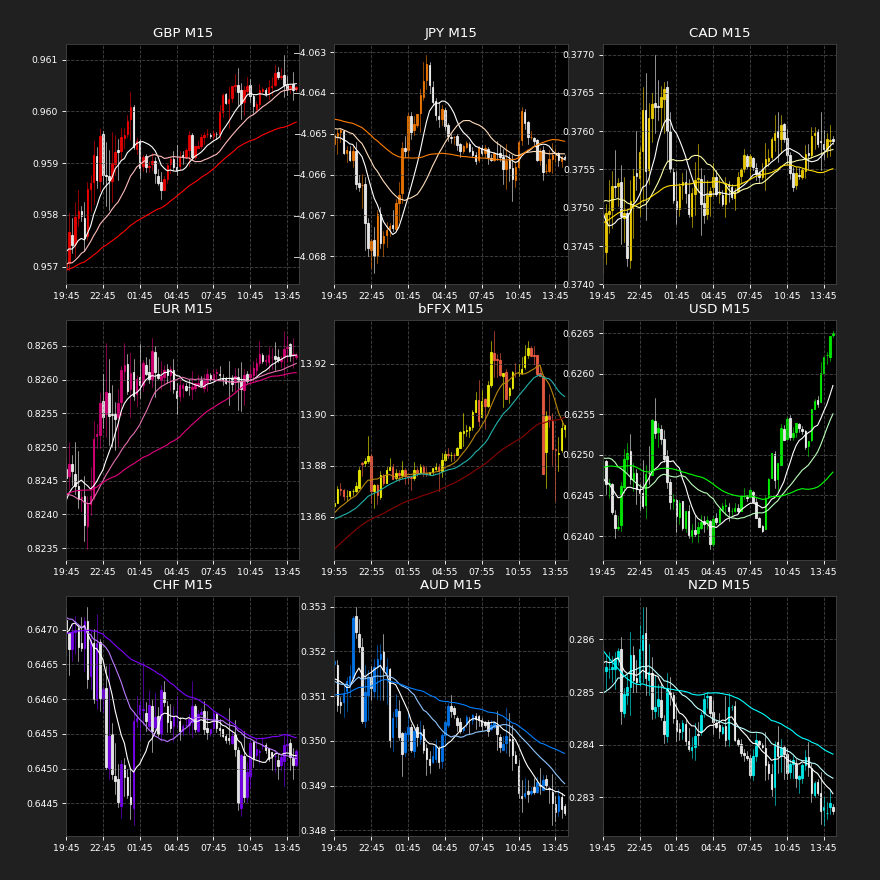 GBP M15
0.961
0.960
0.959
0.958
0.957
19:45 22:45 01:45 04:45 07:45 10:45 13:45
JPY M15
−4.063
−4.064
−4.065
−4.066
−4.067
−4.068
19:45 22:45 01:45 04:45 07:45 10:45 13:45
CAD M15
0.3770
0.3765
0.3760
0.3755
0.3750
0.3745
0.3740
19:45 22:45 01:45 04:45 07:45 10:45 13:45
EUR M15
0.8265
0.8260
0.8255
0.8250
0.8245
0.8240
0.8235
19:45 22:45 01:45 04:45 07:45 10:45 13:45
bFFX M15
13.92
13.90
13.88
13.86
19:55 22:55 01:55 04:55 07:55 10:55 13:55
USD M15
0.6265
0.6260
0.6255
0.6250
0.6245
0.6240
19:45 22:45 01:45 04:45 07:45 10:45 13:45
CHF M15
0.6470
0.6465
0.6460
0.6455
0.6450
0.6445
19:45 22:45 01:45 04:45 07:45 10:45 13:45
AUD M15
0.353
0.352
0.351
0.350
0.349
0.348
19:45 22:45 01:45 04:45 07:45 10:45 13:45
NZD M15
0.286
0.285
0.284
0.283
19:45 22:45 01:45 04:45 07:45 10:45 13:45